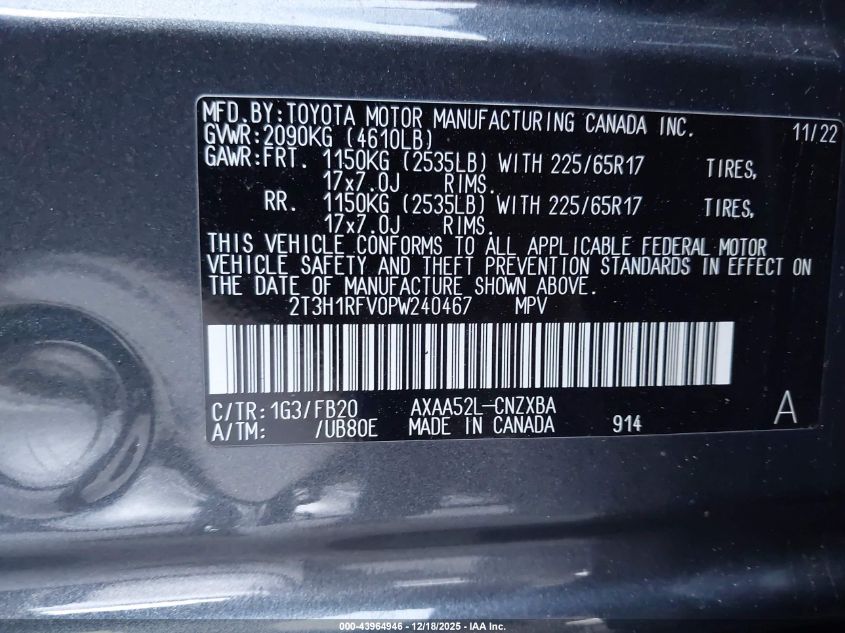 MFD.BY:TOYOTA MOTOR MANUFACTURING CANADA INC. 11/22
GVWR:2090KG (4610LB)
GAWR:FRT. 1150KG (2535LB) WITH 225/65R17 TIRES,
17x7.0J RIMS.
RR. 1150KG (2535LB) WITH 225/65R17 TIRES,
17x7.0J RIMS.
THIS VEHICLE CONFORMS TO ALL APPLICABLE FEDERAL MOTOR
VEHICLE SAFETY AND THEFT PREVENTION STANDARDS IN EFFECT ON
THE DATE OF MANUFACTURE SHOWN ABOVE.
2T3H1RFV0PW240467 MPV
C/TR:1G3/FB20 AXAA52L-CNZXBA A
A/TM: /UB80E MADE IN CANADA 914
000-43964946 - 12/18/2025 - IAA Inc.